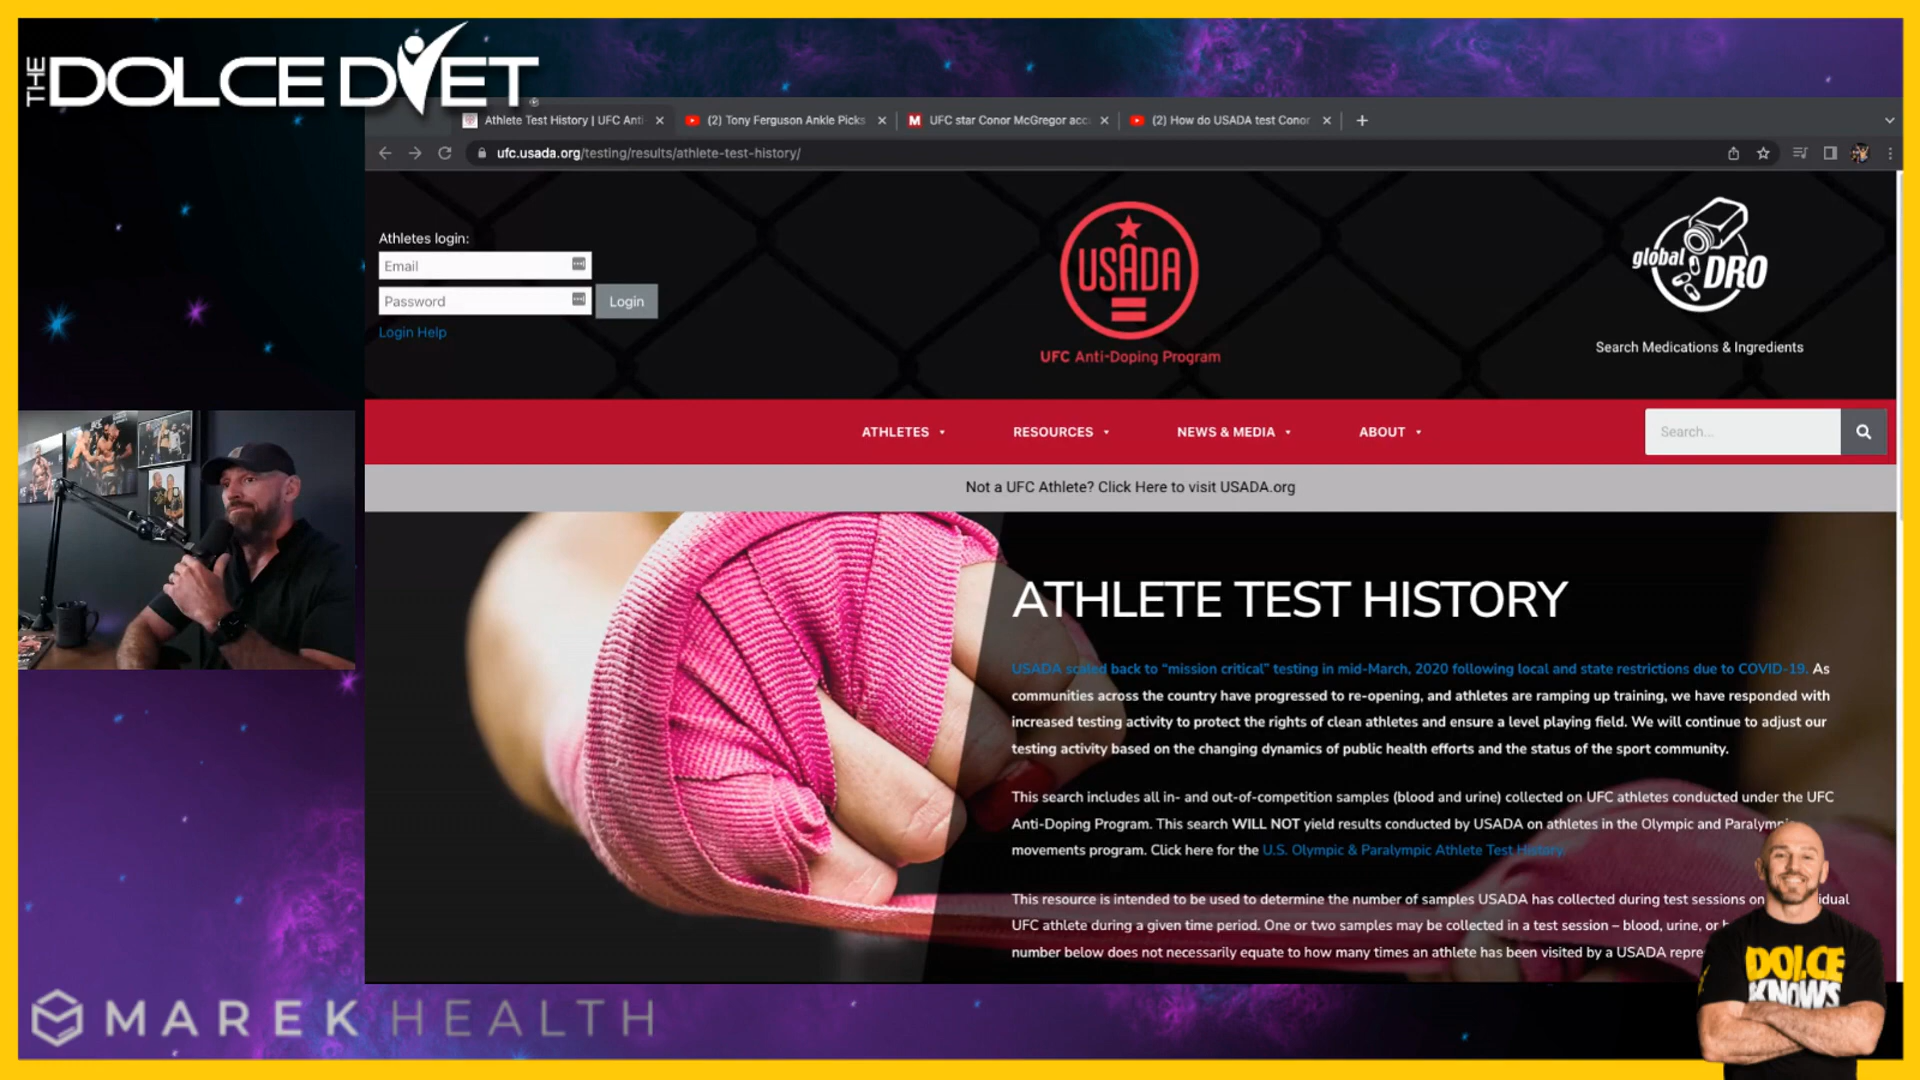 THE DOLCE DIET
Athlete Test History | UFC Anti-
(2) Tony Ferguson Ankle Picks
UFC star Conor McGregor acc
(2) How do USADA test Conor
ufc.usada.org/testing/results/athlete-test-history/
Athletes login:
Email
Password
Login
Login Help
USADA
UFC Anti-Doping Program
global DRO
Search Medications & Ingredients
ATHLETES
RESOURCES
NEWS & MEDIA
ABOUT
Search...
Not a UFC Athlete? Click Here to visit USADA.org
ATHLETE TEST HISTORY
USADA scaled back to “mission critical” testing in mid-March, 2020 following local and state restrictions due to COVID-19. As
communities across the country have progressed to re-opening, and athletes are ramping up training, we have responded with
increased testing activity to protect the rights of clean athletes and ensure a level playing field. We will continue to adjust our
testing activity based on the changing dynamics of public health efforts and the status of the sport community.
This search includes all in- and out-of-competition samples (blood and urine) collected on UFC athletes conducted under the UFC
Anti-Doping Program. This search WILL NOT yield results conducted by USADA on athletes in the Olympic and Paralympic
movements program. Click here for the U.S. Olympic & Paralympic Athlete Test History.
This resource is intended to be used to determine the number of samples USADA has collected during test sessions on idual
UFC athlete during a given time period. One or two samples may be collected in a test session – blood, urine, or b
number below does not necessarily equate to how many times an athlete has been visited by a USADA repre
DOLCE
KNOWS
MAREK HEALTH